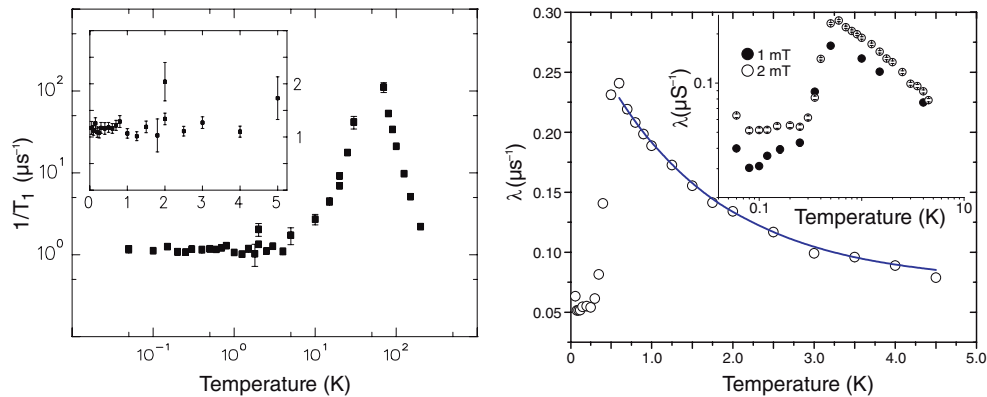 1/T₁ (μs⁻¹)
10²
10¹
10⁰
10⁻¹ 10⁰ 10¹ 10²
Temperature (K)
2
1
0 1 2 3 4 5
λ (μs⁻¹)
0.30
0.25
0.20
0.15
0.10
0.05
0 1.0 2.0 3.0 4.0 5.0
Temperature (K)
1 mT
2 mT
λ(μS⁻¹)
0.1
0.1 10
Temperature (K)